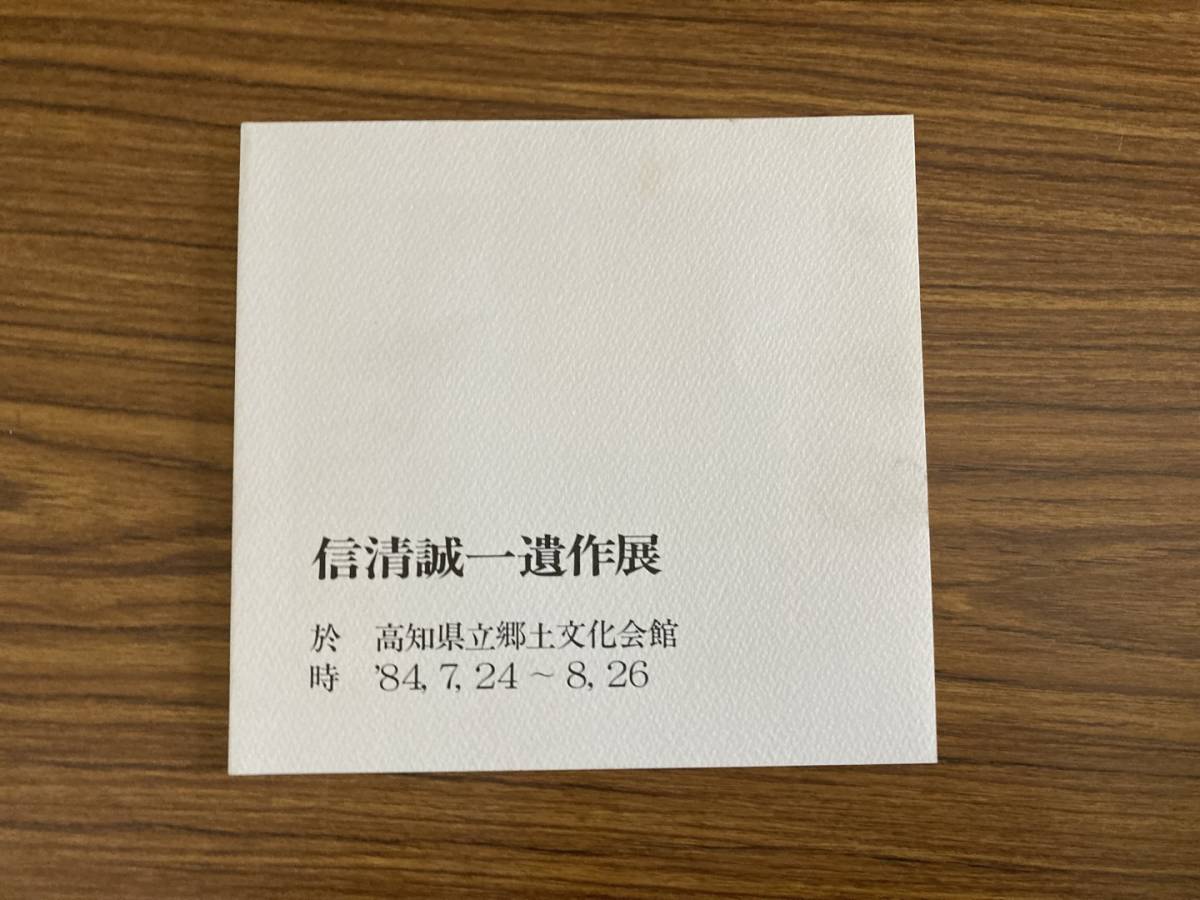 信清誠一遺作展
於 高知県立郷土文化会館
時 '84, 7, 24 〜 8, 26